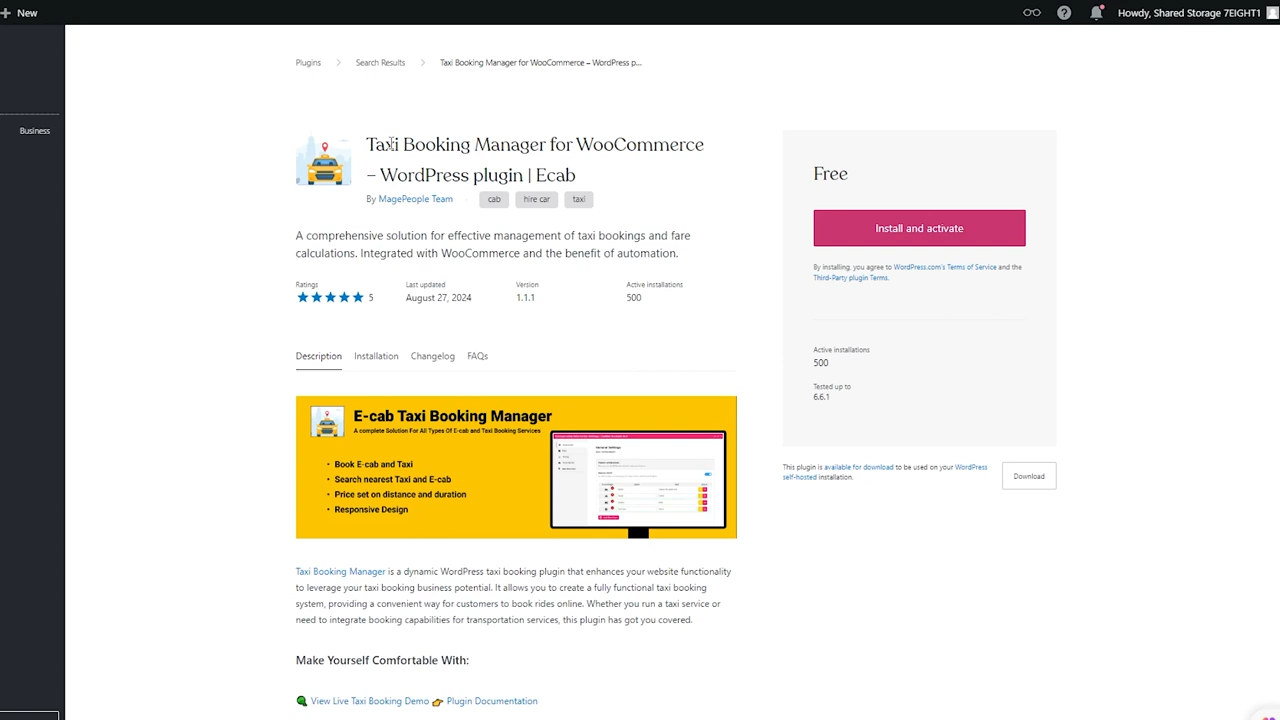 New
Howdy, Shared Storage 7EIGHT1
Business
Plugins
Search Results
Taxi Booking Manager for WooCommerce – WordPress p...
Taxi Booking Manager for WooCommerce
– WordPress plugin | Ecab
By MagePeople Team
cab
hire car
taxi
A comprehensive solution for effective management of taxi bookings and fare
calculations. Integrated with WooCommerce and the benefit of automation.
Ratings
5
Last updated
August 27, 2024
Version
1.1.1
Active installations
500
Free
Install and activate
By installing, you agree to WordPress.com's Terms of Service and the
Third-Party plugin Terms.
Active installations
500
Tested up to
6.6.1
This plugin is available for download to be used on your WordPress
self-hosted installation.
Download
Description
Installation
Changelog
FAQs
E-cab Taxi Booking Manager
A complete Solution For All Types Of E-cab and Taxi Booking Services
• Book E-cab and Taxi
• Search nearest Taxi and E-cab
• Price set on distance and duration
• Responsive Design
Taxi Booking Manager is a dynamic WordPress taxi booking plugin that enhances your website functionality
to leverage your taxi booking business potential. It allows you to create a fully functional taxi booking
system, providing a convenient way for customers to book rides online. Whether you run a taxi service or
need to integrate booking capabilities for transportation services, this plugin has got you covered.
Make Yourself Comfortable With:
View Live Taxi Booking Demo
Plugin Documentation